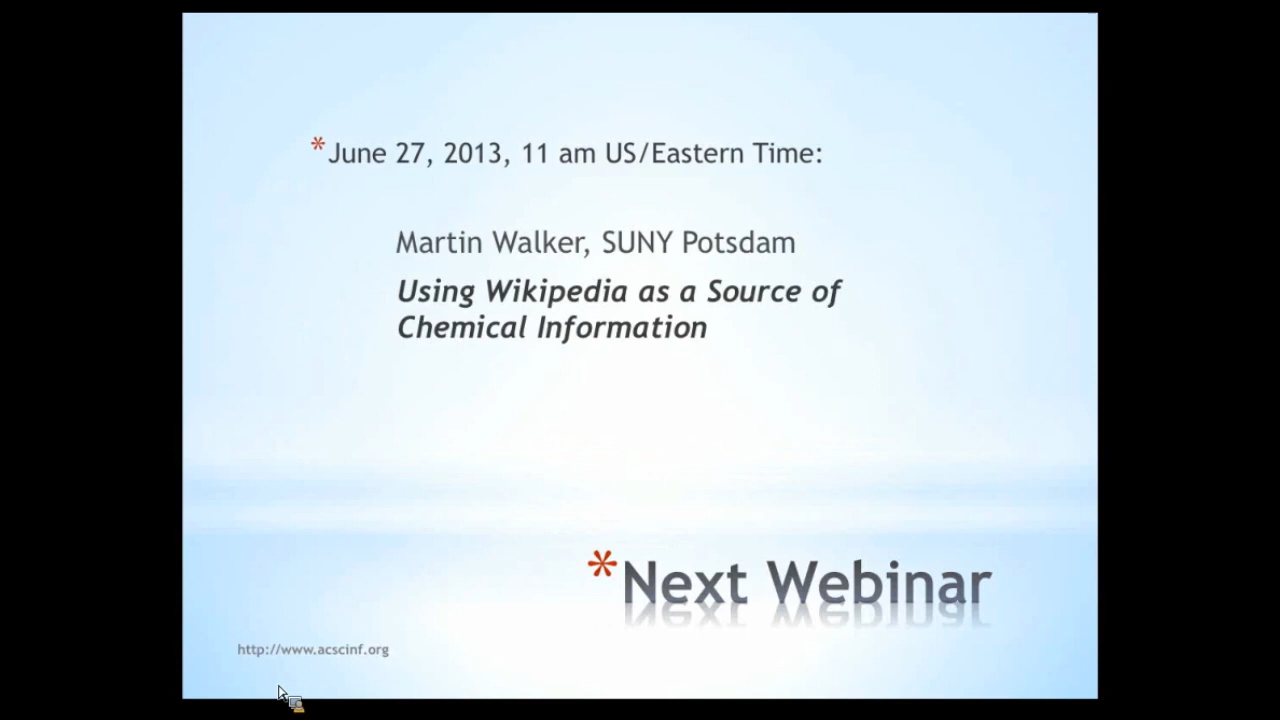 *June 27, 2013, 11 am US/Eastern Time:
Martin Walker, SUNY Potsdam
Using Wikipedia as a Source of
Chemical Information
*Next Webinar
http://www.acscinf.org